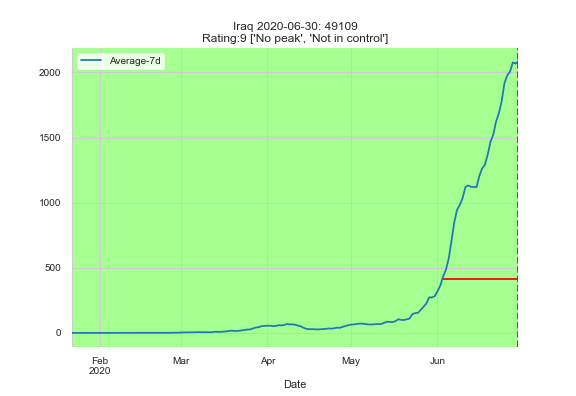 Iraq 2020-06-30: 49109
Rating:9 ['No peak', 'Not in control']
Average-7d
2000
1500
1000
500
0
Feb
2020
Mar
Apr
May
Jun
Date